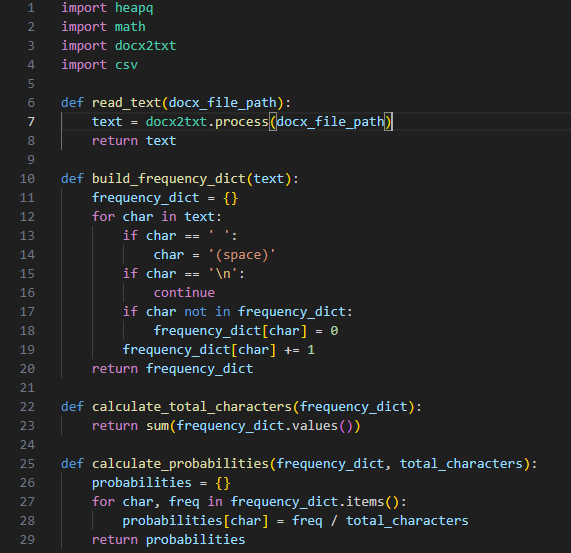 1 import heapq
2 import math
3 import docx2txt
4 import csv
5
6 def read_text(docx_file_path):
7     text = docx2txt.process(docx_file_path)
8     return text
9
10 def build_frequency_dict(text):
11     frequency_dict = {}
12     for char in text:
13         if char == ' ':
14             char = '(space)'
15         if char == '\n':
16             continue
17         if char not in frequency_dict:
18             frequency_dict[char] = 0
19         frequency_dict[char] += 1
20     return frequency_dict
21
22 def calculate_total_characters(frequency_dict):
23     return sum(frequency_dict.values())
24
25 def calculate_probabilities(frequency_dict, total_characters):
26     probabilities = {}
27     for char, freq in frequency_dict.items():
28         probabilities[char] = freq / total_characters
29     return probabilities